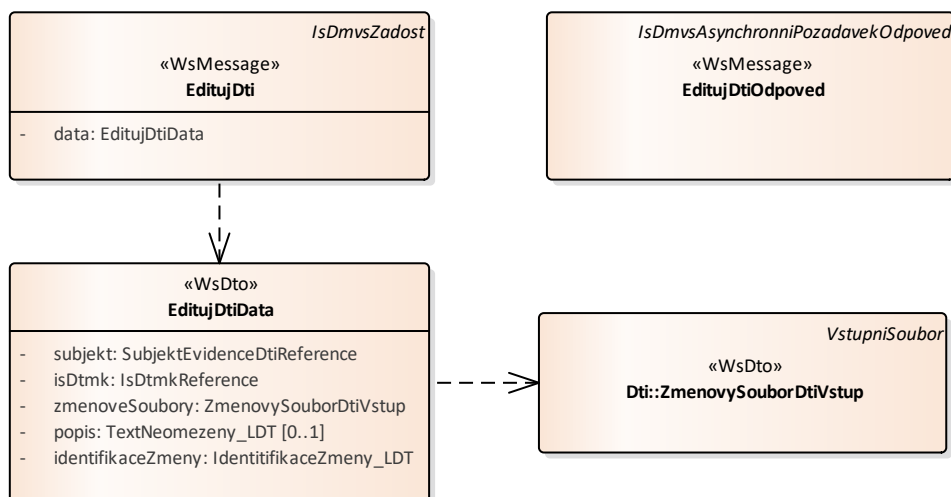 IsDmvsZadost
«WsMessage»
EditujDti
- data: EditujDtiData
IsDmvsAsynchronniPozadavekOdpoved
«WsMessage»
EditujDtiOdpoved
«WsDto»
EditujDtiData
- subjekt: SubjektEvidenceDtiReference
- isDtmk: IsDtmkReference
- zmenoveSoubory: ZmenovySouborDtiVstup
- popis: TextNeomezeny_LDT [0..1]
- identifikaceZmeny: IdentitifikaceZmeny_LDT
VstupniSoubor
«WsDto»
Dti::ZmenovySouborDtiVstup